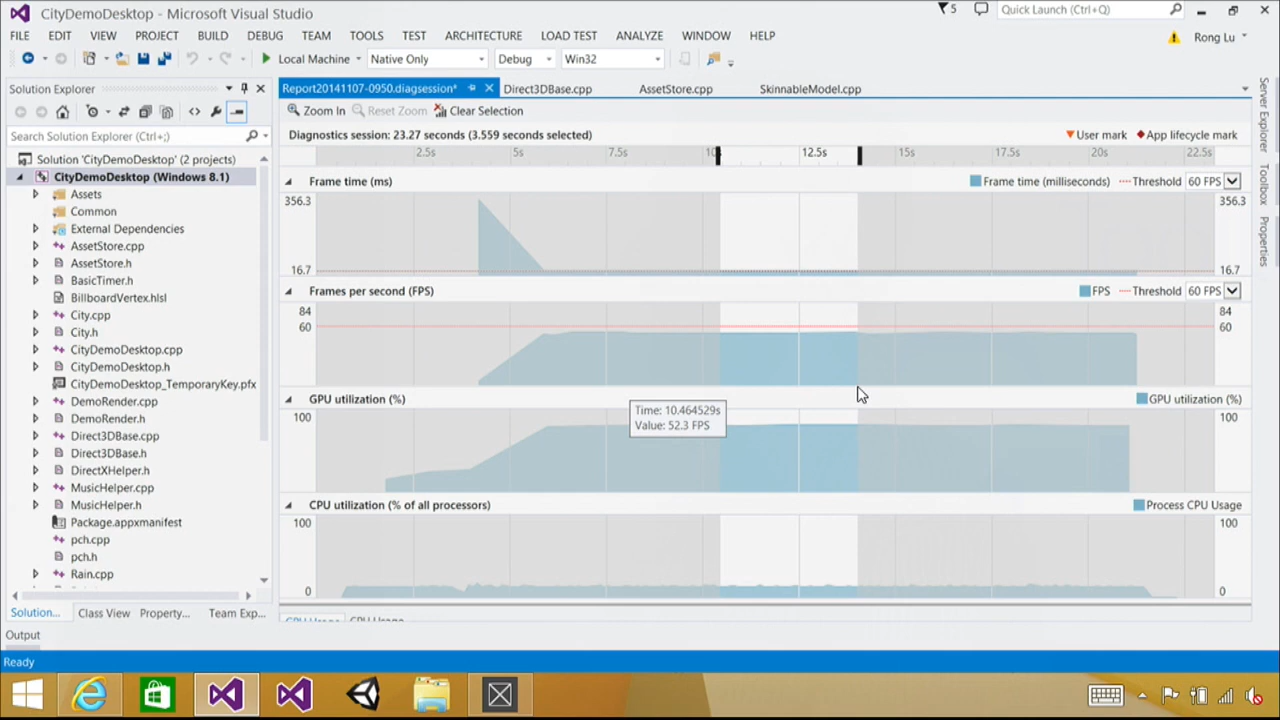 CityDemoDesktop - Microsoft Visual Studio
5
Quick Launch (Ctrl+Q)
FILE EDIT VIEW PROJECT BUILD DEBUG TEAM TOOLS TEST ARCHITECTURE LOAD TEST ANALYZE WINDOW HELP
Rong Lu
Local Machine Native Only Debug Win32
Solution Explorer
Search Solution Explorer (Ctrl+;)
Solution 'CityDemoDesktop' (2 projects)
CityDemoDesktop (Windows 8.1)
Assets
Common
External Dependencies
AssetStore.cpp
AssetStore.h
BasicTimer.h
BillboardVertex.hlsl
City.cpp
City.h
CityDemoDesktop.cpp
CityDemoDesktop.h
CityDemoDesktop_TemporaryKey.pfx
DemoRender.cpp
DemoRender.h
Direct3DBase.cpp
Direct3DBase.h
DirectXHelper.h
MusicHelper.cpp
MusicHelper.h
Package.appxmanifest
pch.cpp
pch.h
Rain.cpp
Solution... Class View Property... Team Exp...
Output
Ready
Report20141107-0950.diagsession* Direct3DBase.cpp AssetStore.cpp SkinnableModel.cpp
Zoom In Reset Zoom Clear Selection
Diagnostics session: 23.27 seconds (3.559 seconds selected)
User mark App lifecycle mark
2.5s 5s 7.5s 10s 12.5s 15s 17.5s 20s 22.5s
Frame time (ms)
Frame time (milliseconds) Threshold 60 FPS
356.3 356.3
16.7 16.7
Frames per second (FPS)
FPS Threshold 60 FPS
84 84
60 60
GPU utilization (%)
GPU utilization (%)
100 100
Time: 10.464529s
Value: 52.3 FPS
CPU utilization (% of all processors)
Process CPU Usage
100 100
0 0
GPU Usage CPU Usage
Server Explorer
Toolbox
Properties